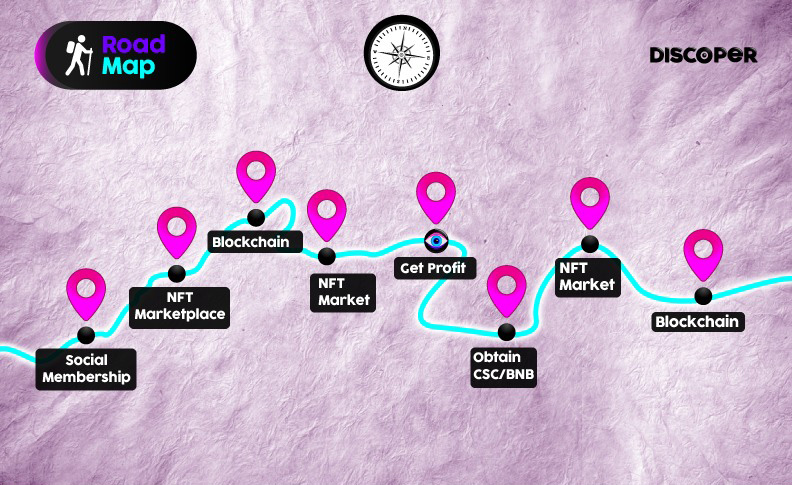 Road
Map
DISCOPER
Blockchain
NFT
Marketplace
Social
Membership
NFT
Market
Get Profit
Obtain
CSC/BNB
NFT
Market
Blockchain